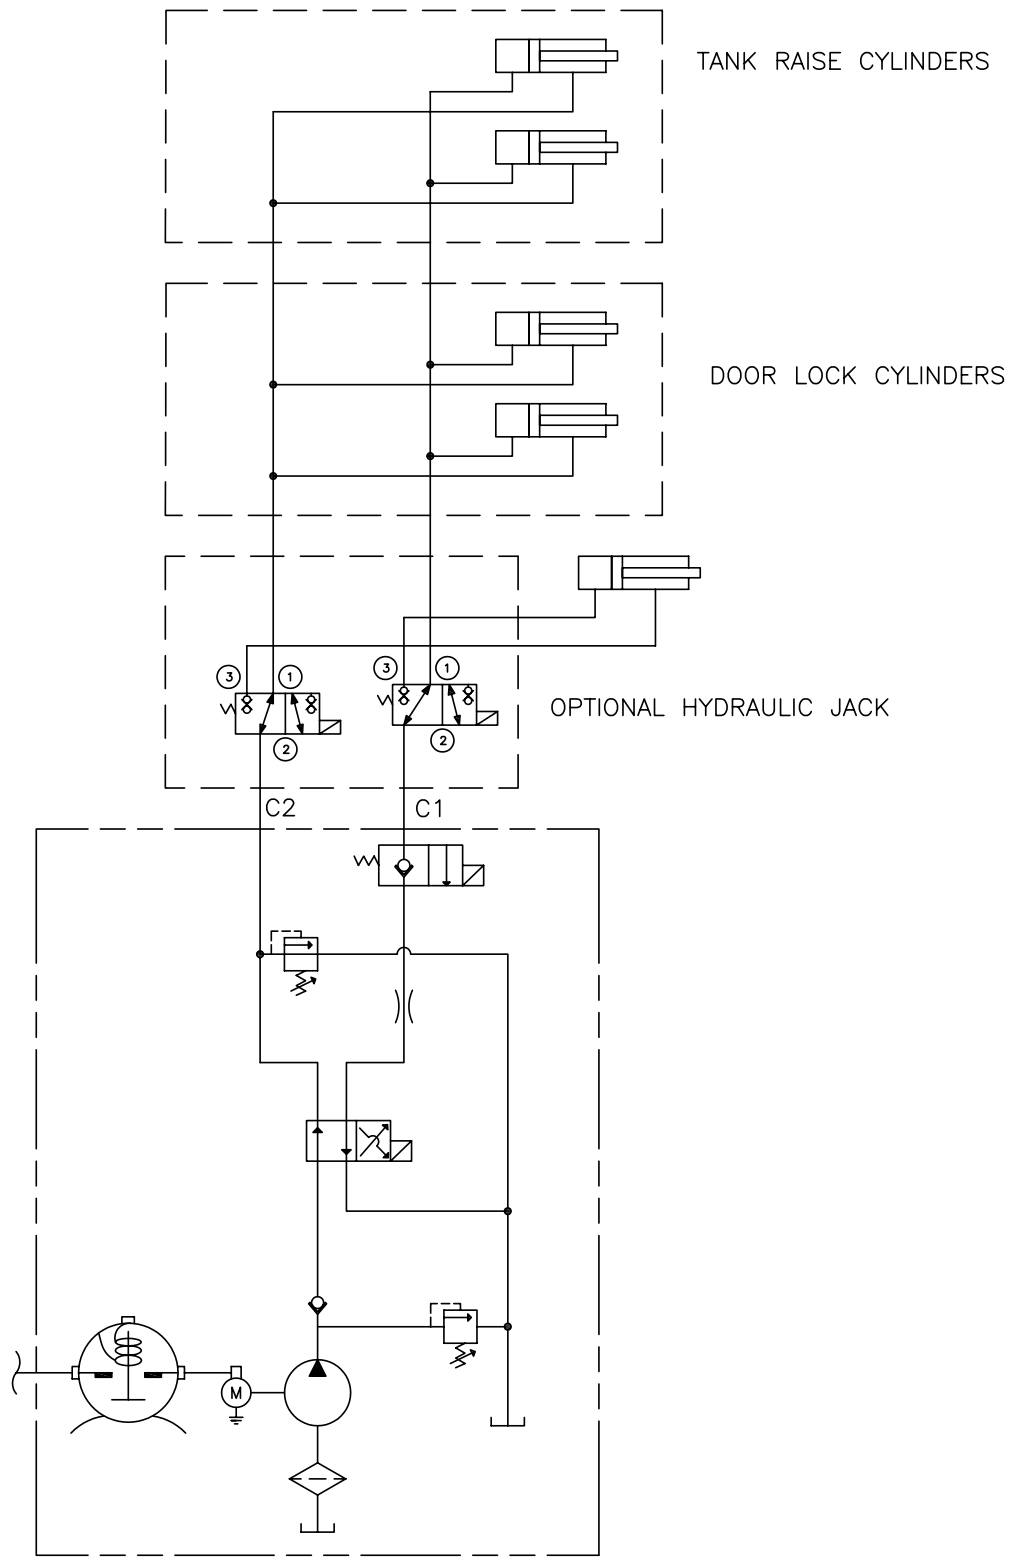 TANK RAISE CYLINDERS
DOOR LOCK CYLINDERS
3 1 3 1
OPTIONAL HYDRAULIC JACK
2 2
C2 C1
M